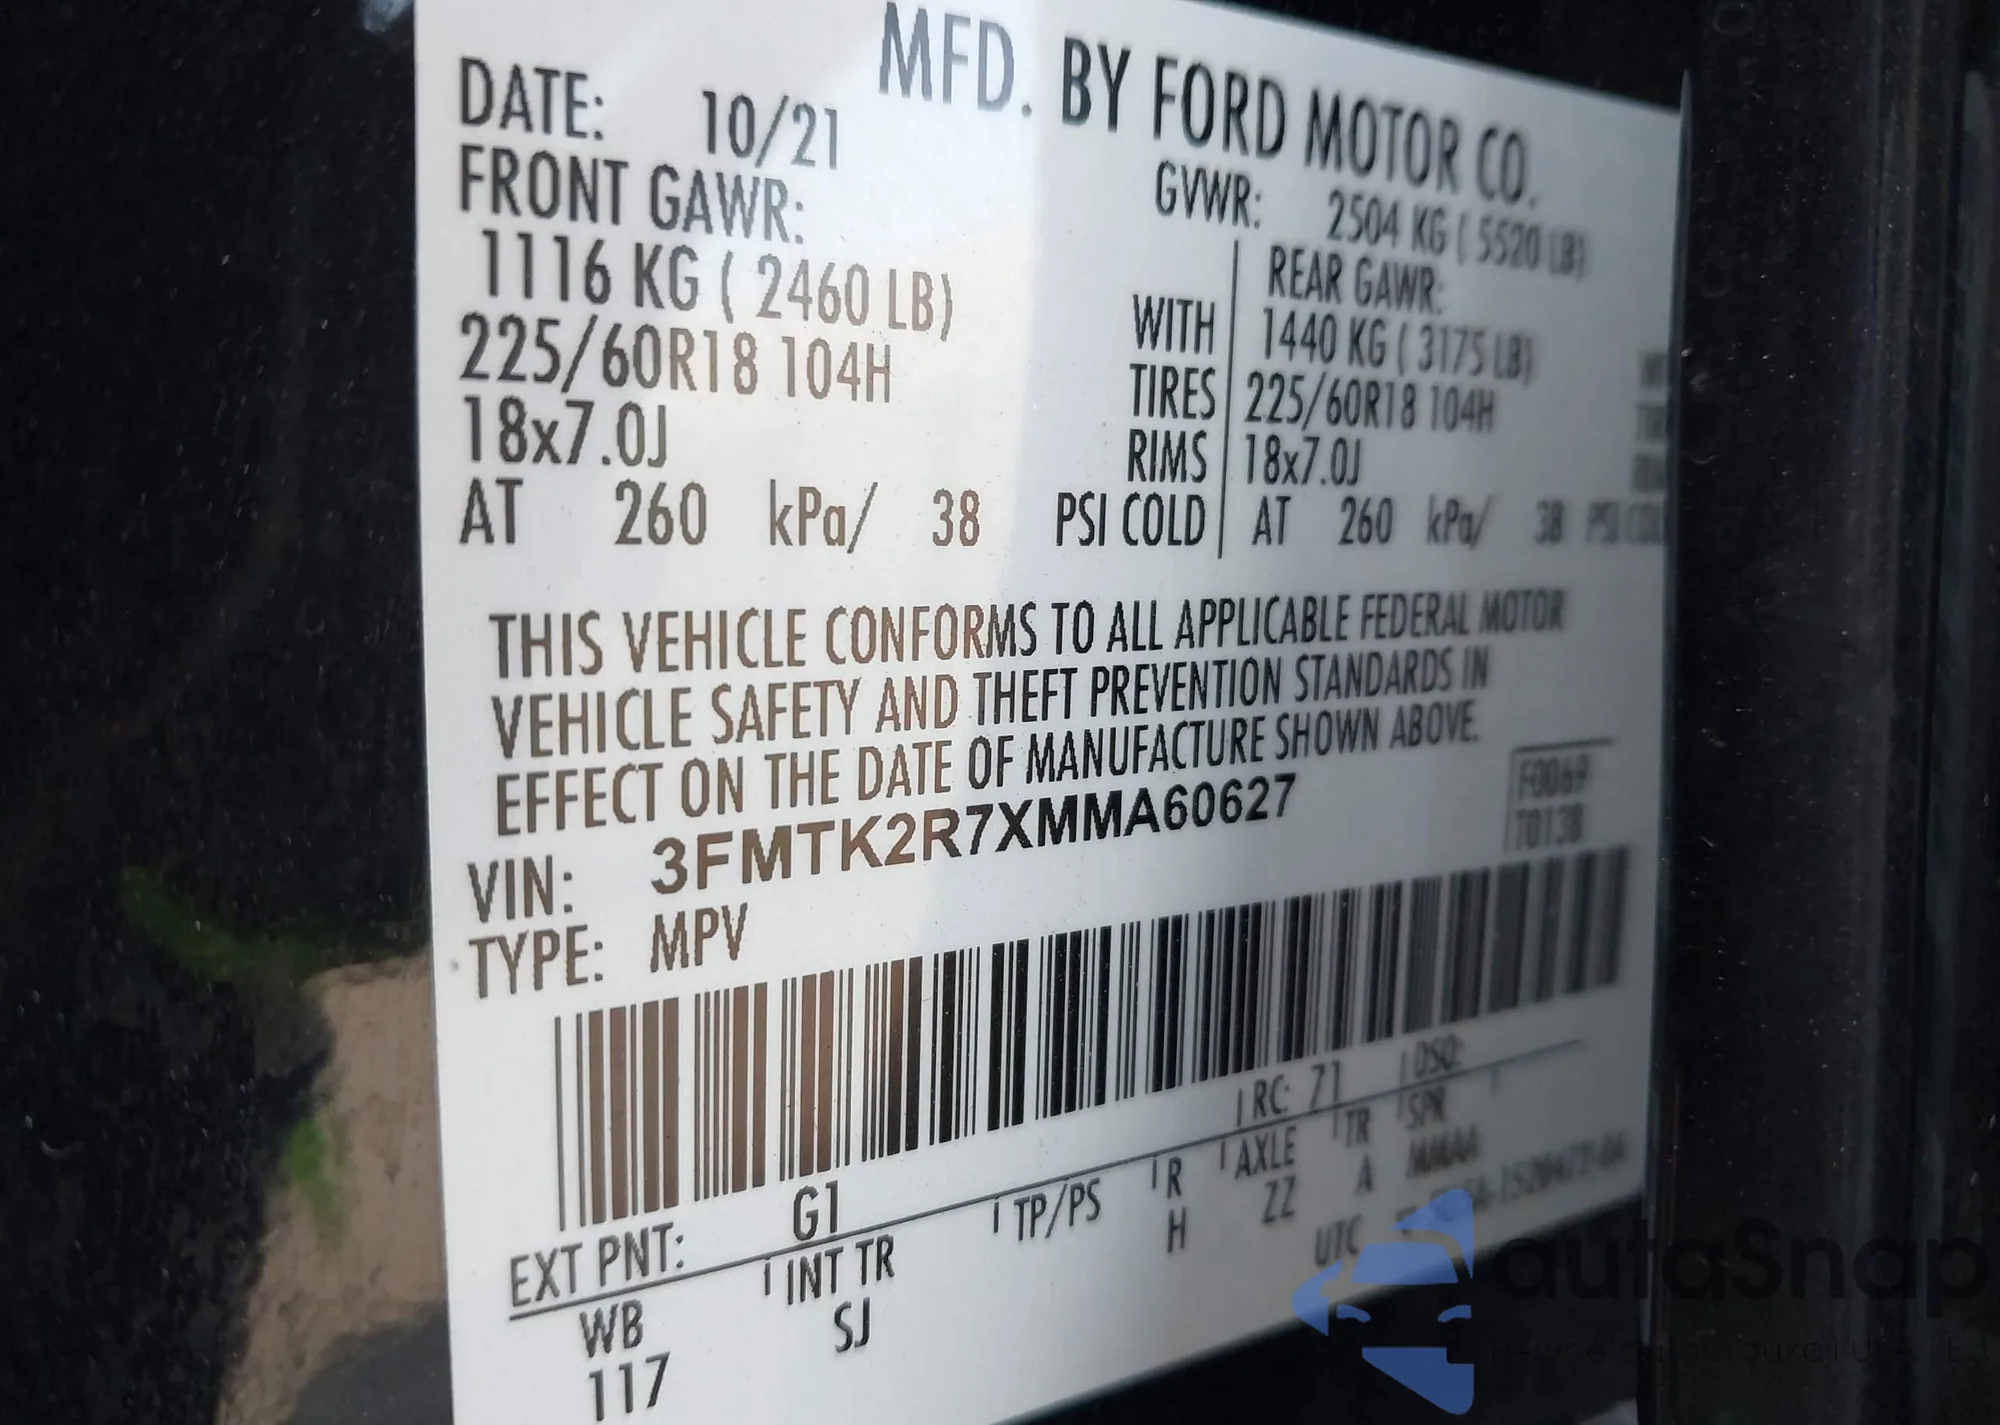 MFD. BY FORD MOTOR CO.
DATE: 10/21
GVWR: 2504 KG ( 5520 LB)
FRONT GAWR:
REAR GAWR:
1116 KG ( 2460 LB)
WITH
1440 KG ( 3175 LB)
225/60R18 104H
TIRES
225/60R18 104H
18x7.0J
RIMS
18x7.0J
AT 260 kPa/ 38 PSI COLD
AT 260 kPa/ 38 PSI COL
THIS VEHICLE CONFORMS TO ALL APPLICABLE FEDERAL MOTOR
VEHICLE SAFETY AND THEFT PREVENTION STANDARDS IN
EFFECT ON THE DATE OF MANUFACTURE SHOWN ABOVE.
VIN: 3FMTK2R7XMMA60627
F0069
T0138
TYPE: MPV
EXT PNT: G1
RC: 71
DSO:
WB
INT TR
TP/PS
R
AXLE
TR
SPR
117
SJ
H
ZZ
A
MMAA
UTC
autaSnap